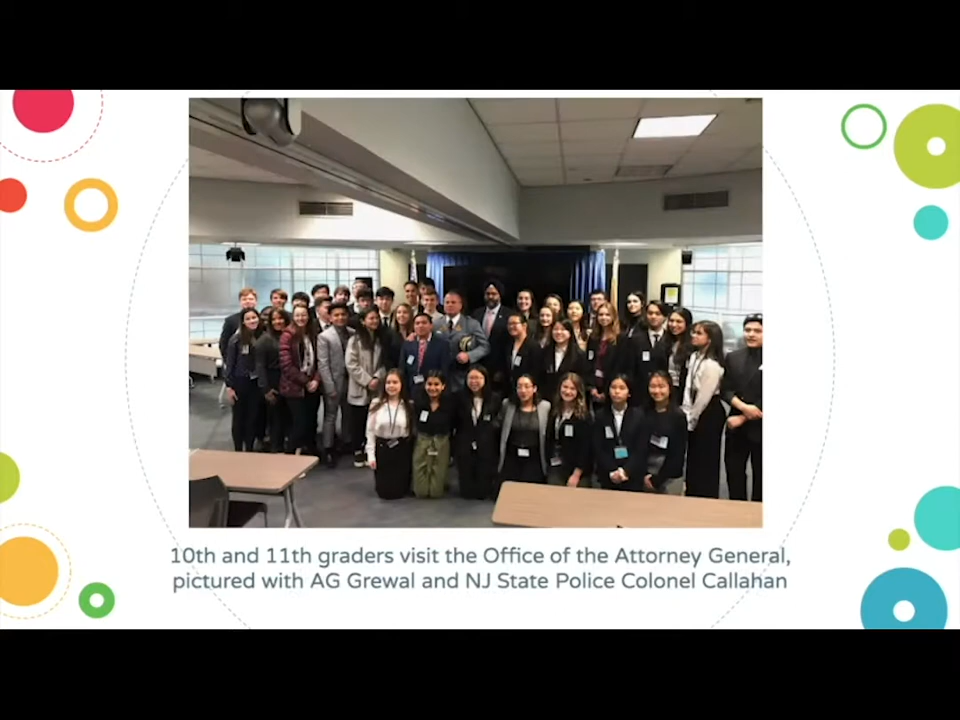 10th and 11th graders visit the Office of the Attorney General,
pictured with AG Grewal and NJ State Police Colonel Callahan